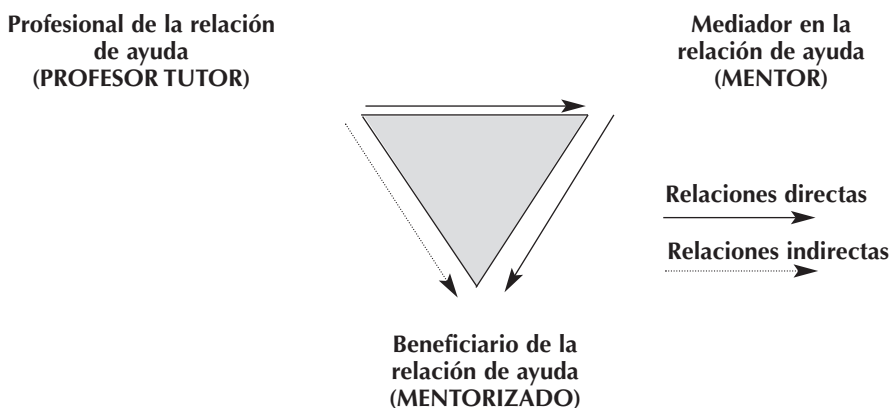 Profesional de la relación
de ayuda
(PROFESOR TUTOR)
Mediador en la
relación de ayuda
(MENTOR)
Relaciones directas
Relaciones indirectas
Beneficiario de la
relación de ayuda
(MENTORIZADO)